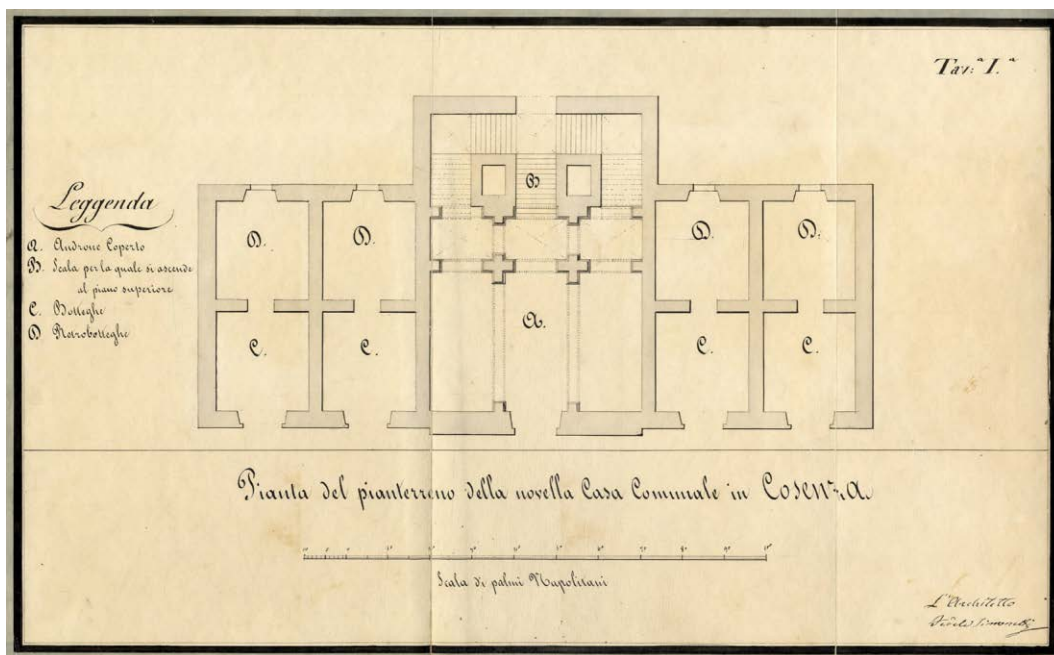 Tav.ª I.ª
Leggenda
A. Androne Coperto
B. Scala per la quale si ascende
al piano superiore
C. Botteghe
D. Retrobotteghe
B
D.
D.
D.
D.
A.
C.
C.
C.
C.
Pianta del pianterreno della novella Casa Comunale in Cosenza.
Scala di palmi Napolitani
L'Architetto